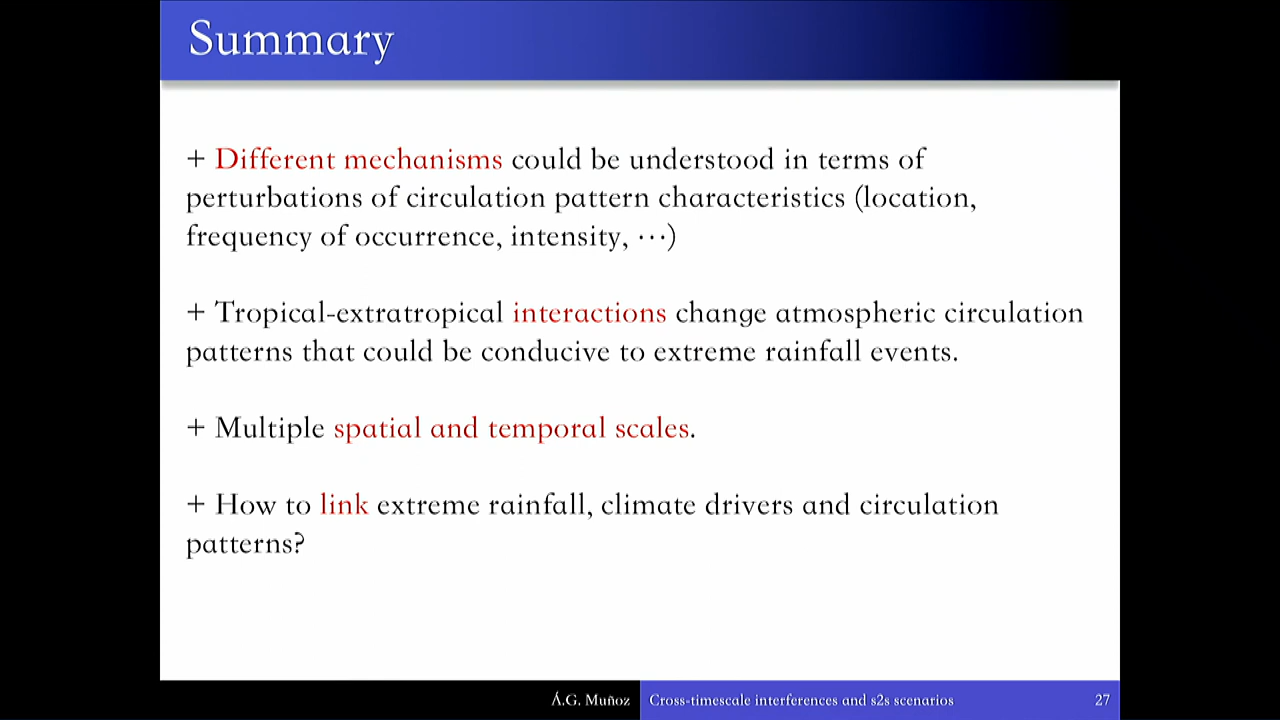 Summary
+ Different mechanisms could be understood in terms of
perturbations of circulation pattern characteristics (location,
frequency of occurrence, intensity, ⋯)
+ Tropical-extratropical interactions change atmospheric circulation
patterns that could be conducive to extreme rainfall events.
+ Multiple spatial and temporal scales.
+ How to link extreme rainfall, climate drivers and circulation
patterns?
Á.G. Muñoz Cross-timescale interferences and s2s scenarios 27